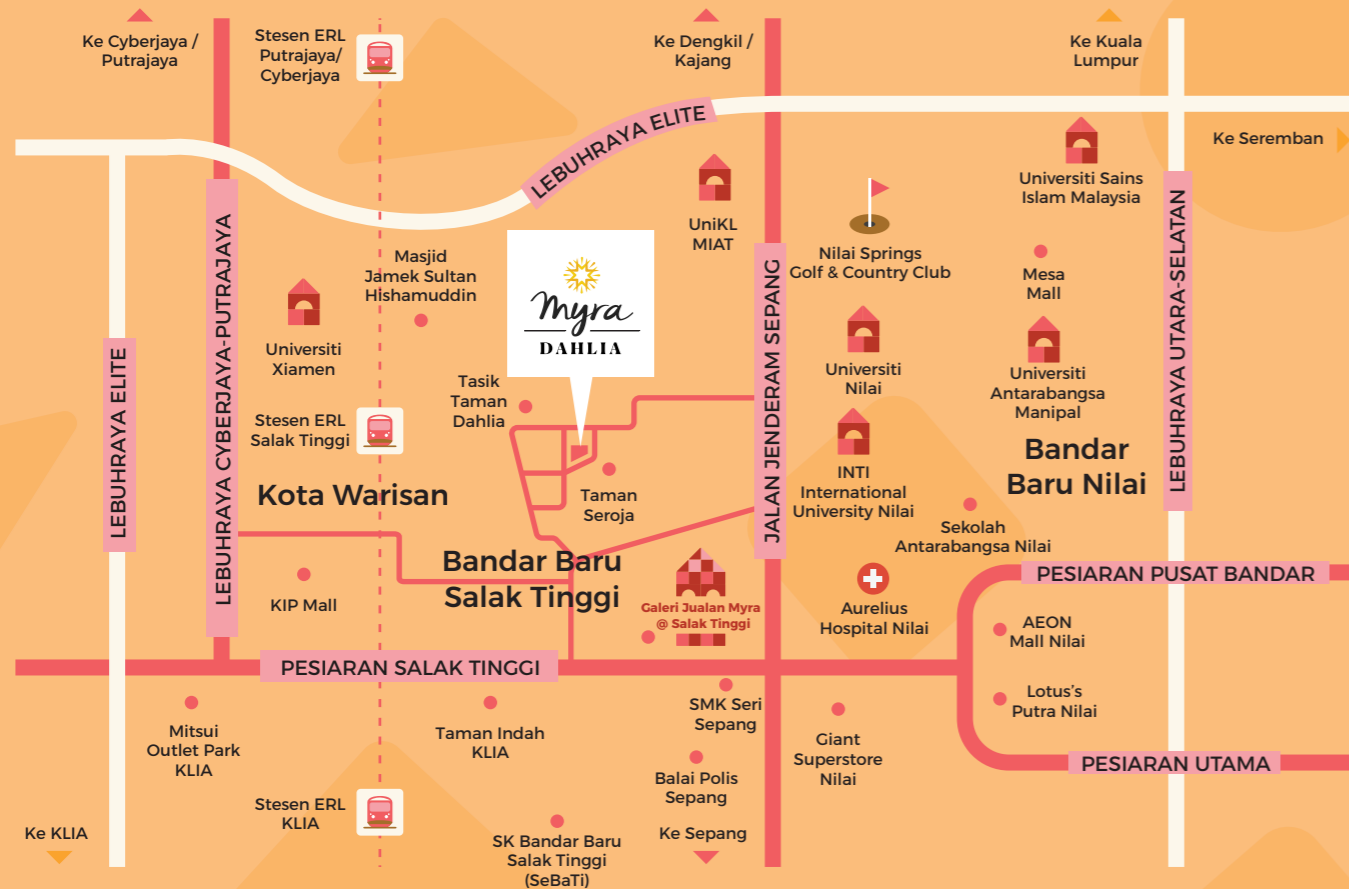 Ke Cyberjaya /
Putrajaya
Stesen ERL
Putrajaya/
Cyberjaya
Ke Dengkil /
Kajang
Ke Kuala
Lumpur
Ke Seremban
LEBUHRAYA ELITE
Universiti Sains
Islam Malaysia
UniKL
MIAT
Nilai Springs
Golf & Country Club
Mesa
Mall
Masjid
Jamek Sultan
Hishamuddin
myra
DAHLIA
LEBUHRAYA CYBERJAYA-PUTRAJAYA
JALAN JENDERAM SEPANG
LEBUHRAYA UTARA-SELATAN
LEBUHRAYA ELITE
Universiti
Xiamen
Universiti
Nilai
Universiti
Antarabangsa
Manipal
Tasik
Taman
Dahlia
Stesen ERL
Salak Tinggi
Bandar
Baru Nilai
Kota Warisan
Taman
Seroja
INTI
International
University Nilai
Sekolah
Antarabangsa Nilai
Bandar Baru
Salak Tinggi
KIP Mall
Galeri Jualan Myra
@ Salak Tinggi
Aurelius
Hospital Nilai
PESIARAN PUSAT BANDAR
AEON
Mall Nilai
PESIARAN SALAK TINGGI
Lotus's
Putra Nilai
SMK Seri
Sepang
Mitsui
Outlet Park
KLIA
Taman Indah
KLIA
Giant
Superstore
Nilai
PESIARAN UTAMA
Balai Polis
Sepang
Stesen ERL
KLIA
Ke KLIA
SK Bandar Baru
Salak Tinggi
(SeBaTi)
Ke Sepang